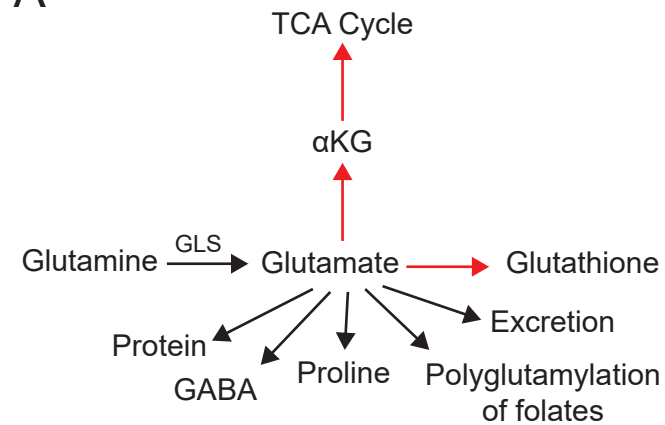 A
TCA Cycle
αKG
GLS
Glutamine
Glutamate
Glutathione
Protein
GABA
Proline
Excretion
Polyglutamylation
of folates